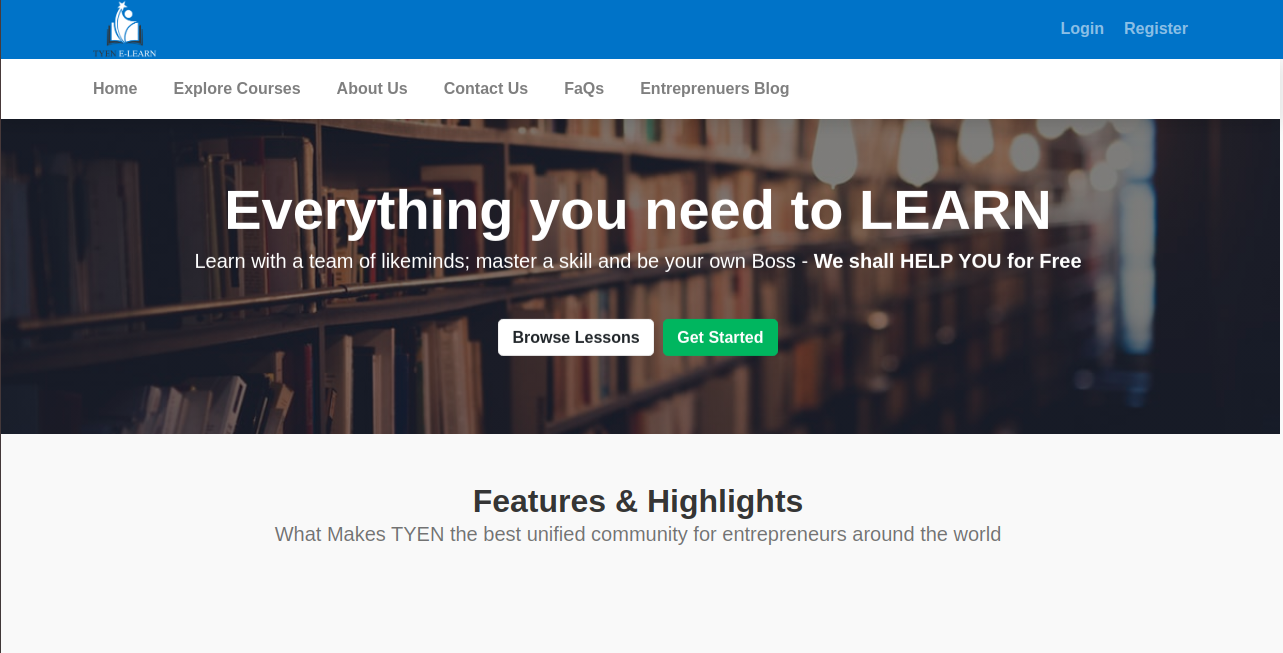 TYEN E-LEARN
Login Register
Home Explore Courses About Us Contact Us FaQs Entreprenuers Blog
Everything you need to LEARN
Learn with a team of likeminds; master a skill and be your own Boss - We shall HELP YOU for Free
Browse Lessons Get Started
Features & Highlights
What Makes TYEN the best unified community for entrepreneurs around the world